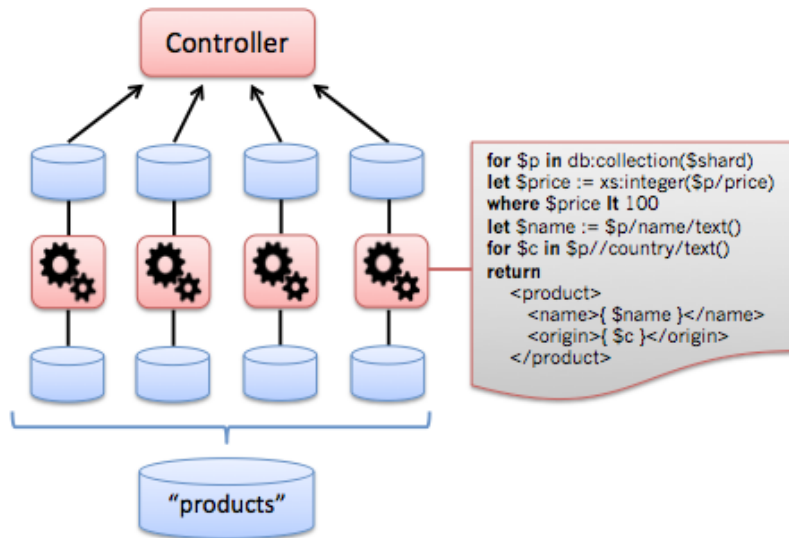 Controller
for $p in db:collection($shard)
let $price := xs:integer($p/price)
where $price lt 100
let $name := $p/name/text()
for $c in $p//country/text()
return
<product>
<name>{ $name }</name>
<origin>{ $c }</origin>
</product>
“products”